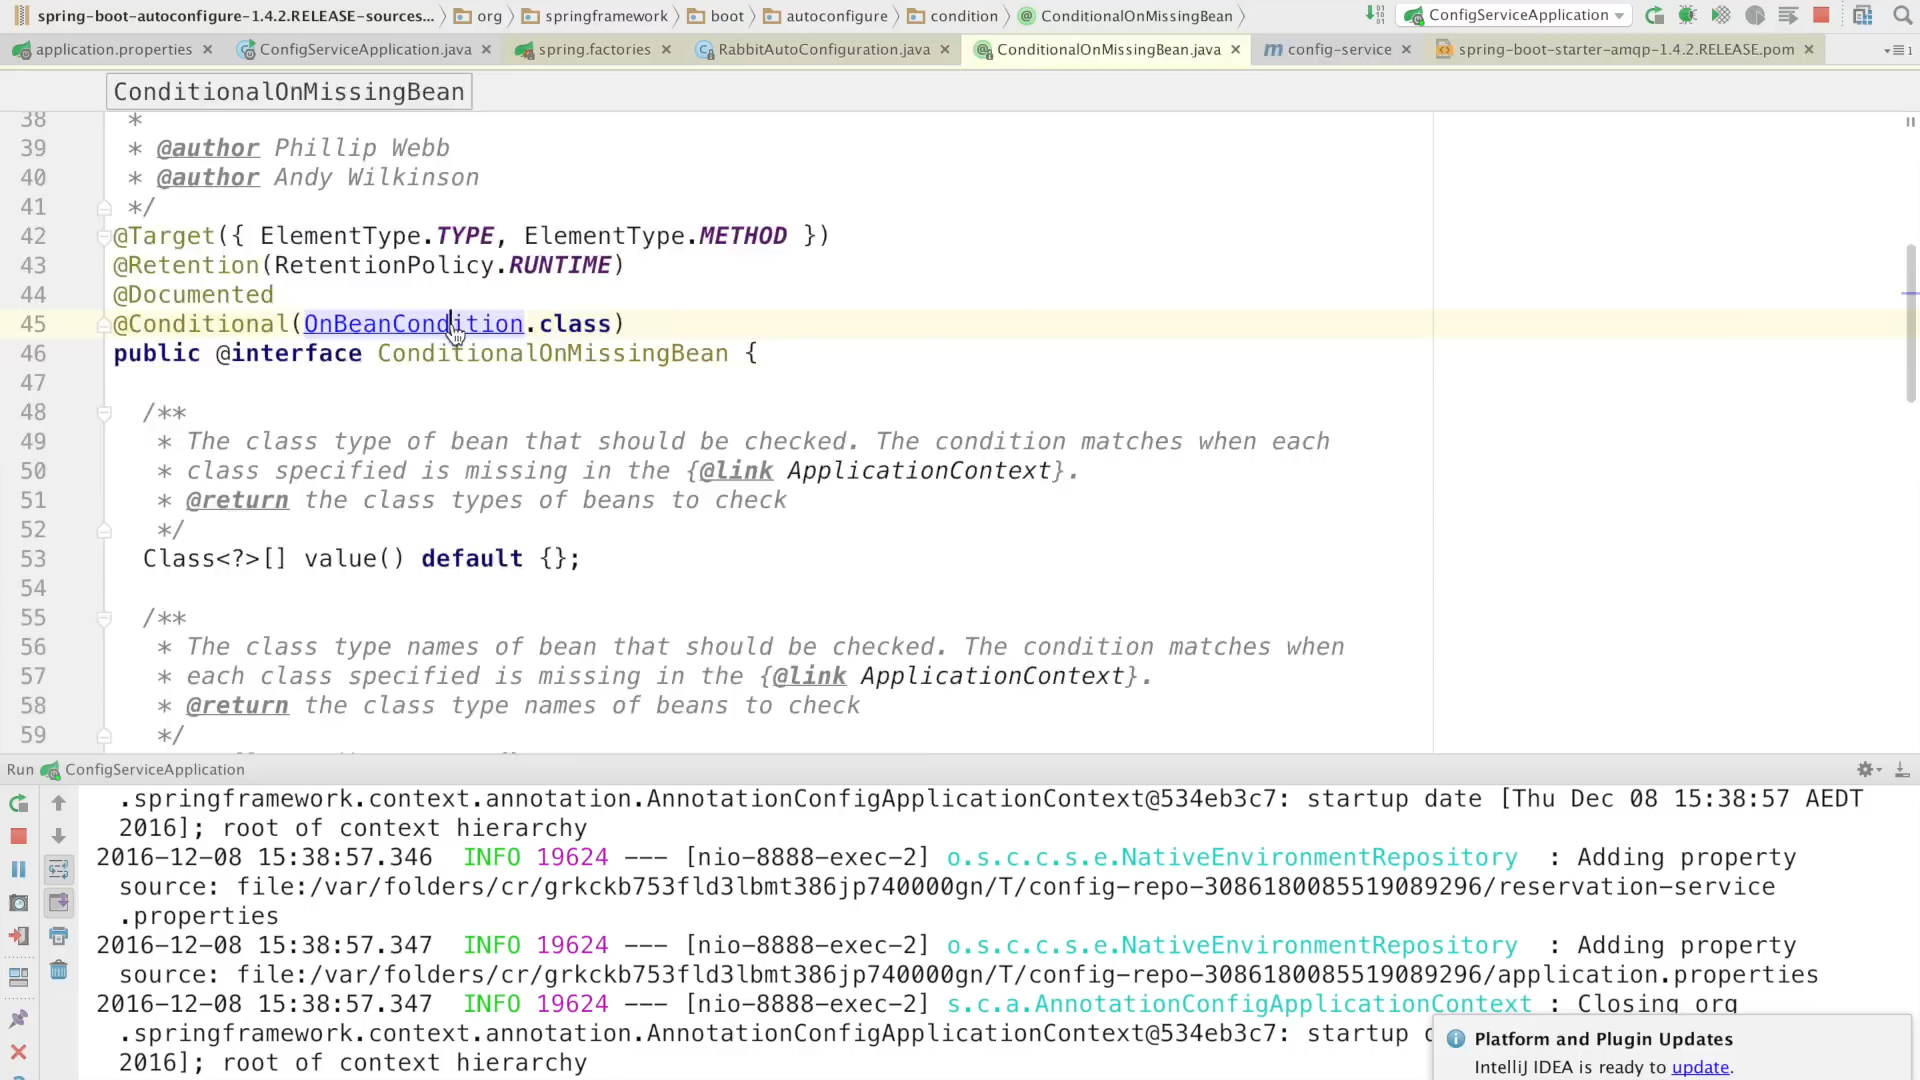 spring-boot-autoconfigure-1.4.2.RELEASE-sources... org springframework boot autoconfigure condition ConditionalOnMissingBean ConfigServiceApplication
application.properties ConfigServiceApplication.java spring.factories RabbitAutoConfiguration.java ConditionalOnMissingBean.java config-service spring-boot-starter-amqp-1.4.2.RELEASE.pom
ConditionalOnMissingBean
38 *
39 * @author Phillip Webb
40 * @author Andy Wilkinson
41 */
42 @Target({ ElementType.TYPE, ElementType.METHOD })
43 @Retention(RetentionPolicy.RUNTIME)
44 @Documented
45 @Conditional(OnBeanCondition.class)
46 public @interface ConditionalOnMissingBean {
47
48 /**
49 * The class type of bean that should be checked. The condition matches when each
50 * class specified is missing in the {@link ApplicationContext}.
51 * @return the class types of beans to check
52 */
53 Class<?>[] value() default {};
54
55 /**
56 * The class type names of bean that should be checked. The condition matches when
57 * each class specified is missing in the {@link ApplicationContext}.
58 * @return the class type names of beans to check
59 */
Run ConfigServiceApplication
.springframework.context.annotation.AnnotationConfigApplicationContext@534eb3c7: startup date [Thu Dec 08 15:38:57 AEDT
2016]; root of context hierarchy
2016-12-08 15:38:57.346 INFO 19624 --- [nio-8888-exec-2] o.s.c.c.s.e.NativeEnvironmentRepository : Adding property
source: file:/var/folders/cr/grkckb753fld3lbmt386jp740000gn/T/config-repo-3086180085519089296/reservation-service
.properties
2016-12-08 15:38:57.347 INFO 19624 --- [nio-8888-exec-2] o.s.c.c.s.e.NativeEnvironmentRepository : Adding property
source: file:/var/folders/cr/grkckb753fld3lbmt386jp740000gn/T/config-repo-3086180085519089296/application.properties
2016-12-08 15:38:57.347 INFO 19624 --- [nio-8888-exec-2] s.c.a.AnnotationConfigApplicationContext : Closing org
.springframework.context.annotation.AnnotationConfigApplicationContext@534eb3c7: startup
2016]; root of context hierarchy
Platform and Plugin Updates
IntelliJ IDEA is ready to update.